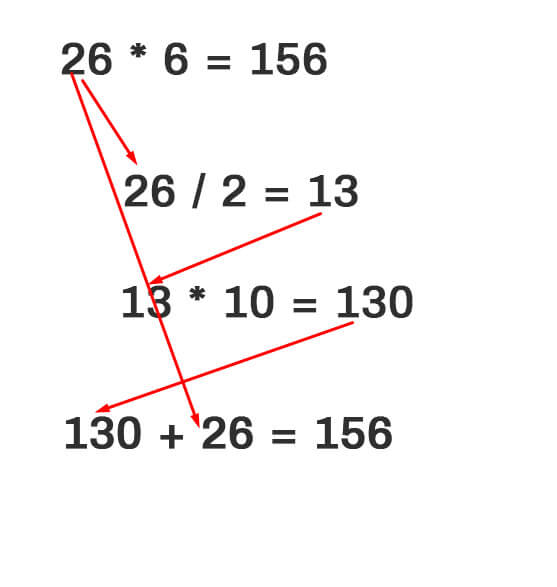 26 * 6 = 156
26 / 2 = 13
13 * 10 = 130
130 + 26 = 156